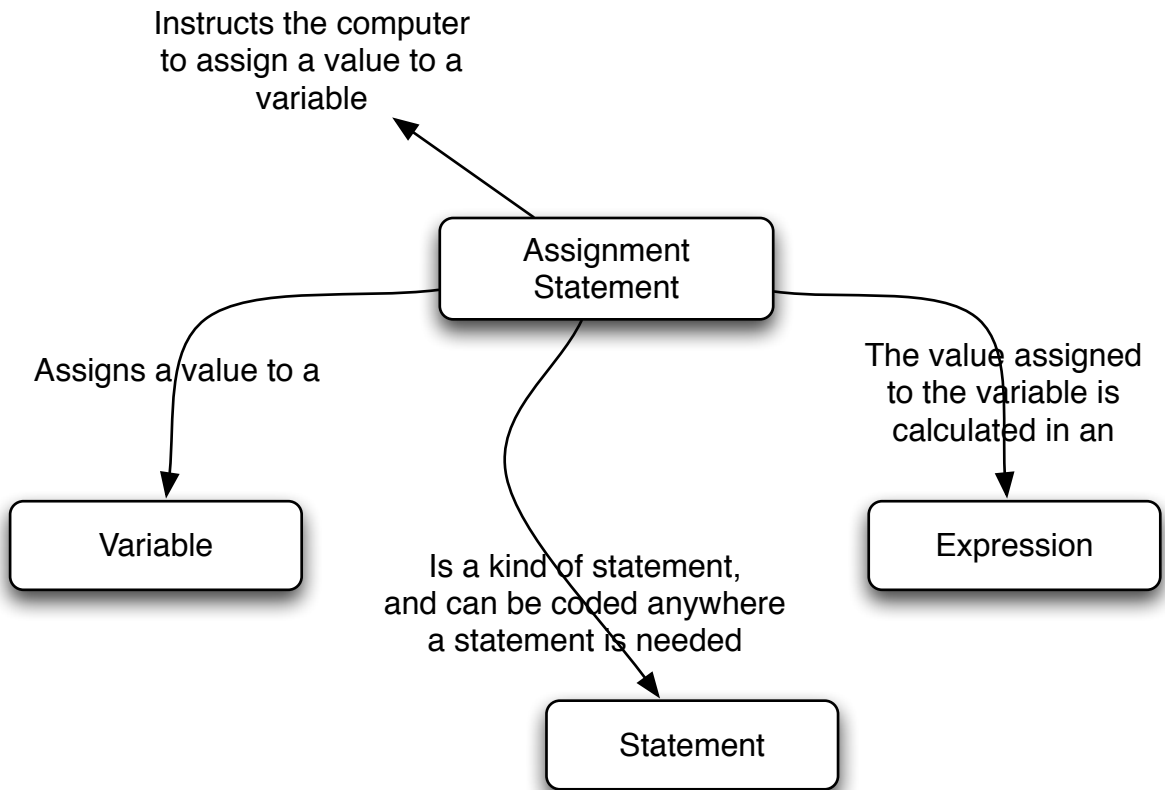 Instructs the computer
to assign a value to a
variable
Assignment
Statement
Assigns a value to a
The value assigned
to the variable is
calculated in an
Variable
Expression
Is a kind of statement,
and can be coded anywhere
a statement is needed
Statement